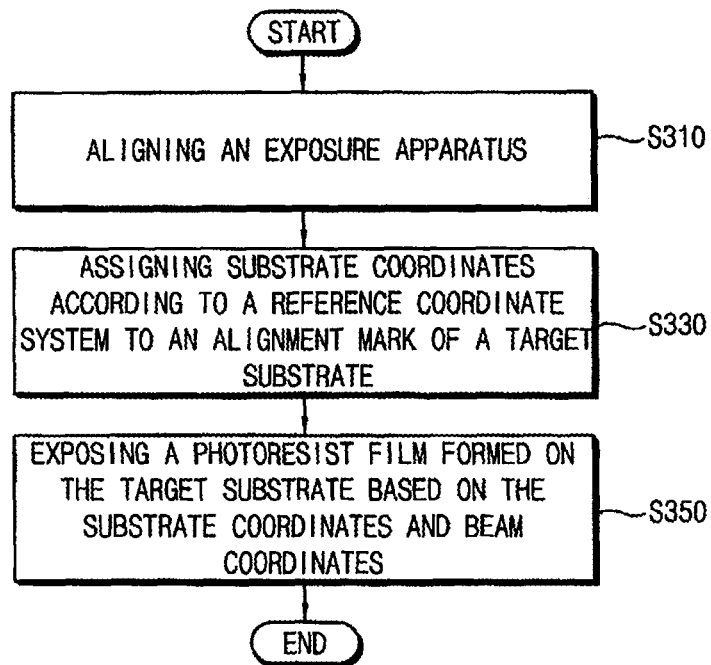 START
ALIGNING AN EXPOSURE APPARATUS
S310
ASSIGNING SUBSTRATE COORDINATES
ACCORDING TO A REFERENCE COORDINATE
SYSTEM TO AN ALIGNMENT MARK OF A TARGET
SUBSTRATE
S330
EXPOSING A PHOTORESIST FILM FORMED ON
THE TARGET SUBSTRATE BASED ON THE
SUBSTRATE COORDINATES AND BEAM
COORDINATES
S350
END